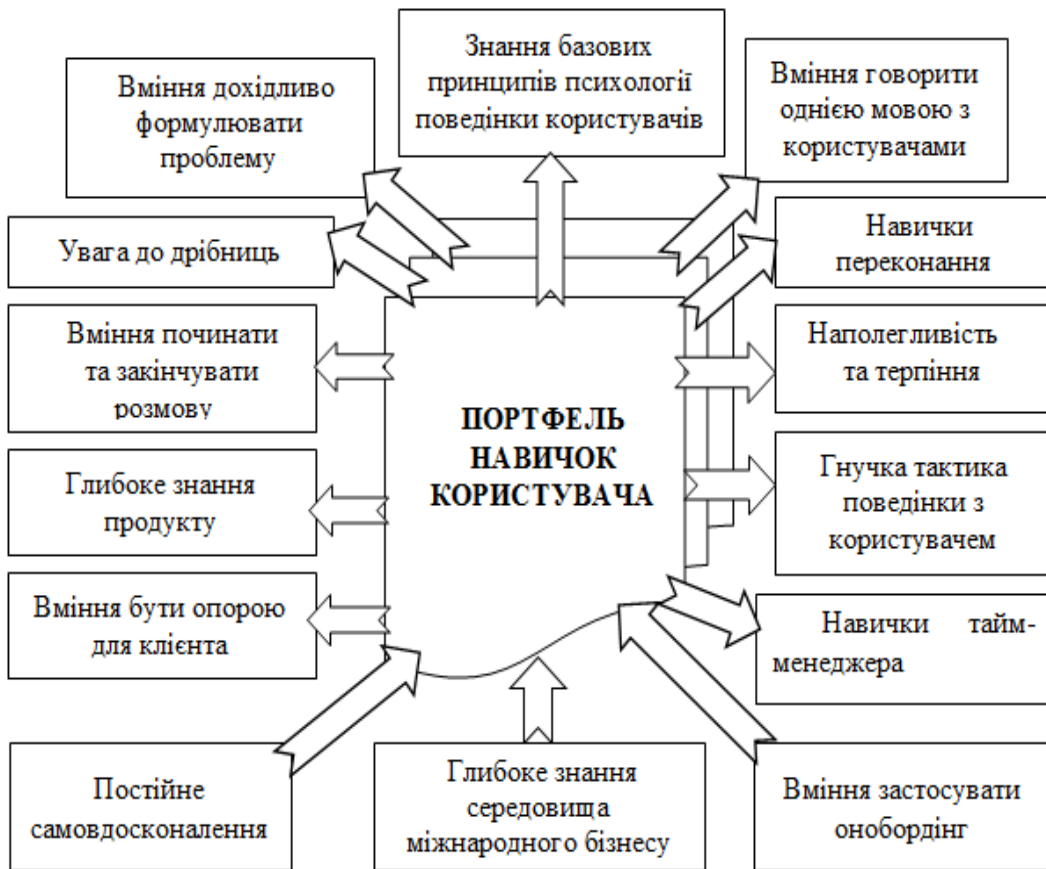 Вміння дохідливо
формулювати
проблему
Знання базових
принципів психології
поведінки користувачів
Вміння говорити
однією мовою з
користувачами
Увага до дрібниць
Навички
переконання
Вміння починати
та закінчувати
розмову
Наполегливість
та терпіння
ПОРТФЕЛЬ
НАВИЧОК
КОРИСТУВАЧА
Глибоке знання
продукту
Гнучка тактика
поведінки з
користувачем
Вміння бути опорою
для клієнта
Навички тайм-
менеджера
Постійне
самовдосконалення
Глибоке знання
середовища
міжнародного бізнесу
Вміння застосувати
онобордінг